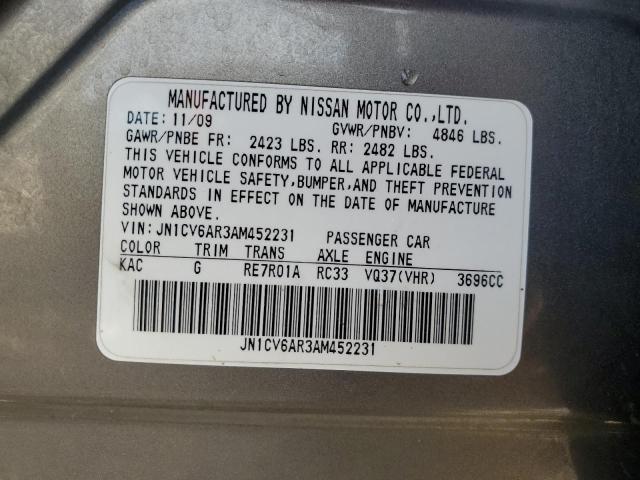 MANUFACTURED BY NISSAN MOTOR CO.,LTD.
DATE: 11/09 GVWR/PNBV: 4846 LBS.
GAWR/PNBE FR: 2423 LBS. RR: 2482 LBS.
THIS VEHICLE CONFORMS TO ALL APPLICABLE FEDERAL
MOTOR VEHICLE SAFETY,BUMPER,AND THEFT PREVENTION
STANDARDS IN EFFECT ON THE DATE OF MANUFACTURE
SHOWN ABOVE.
VIN:JN1CV6AR3AM452231 PASSENGER CAR
COLOR TRIM TRANS AXLE ENGINE
KAC G RE7R01A RC33 VQ37(VHR) 3696CC
JN1CV6AR3AM452231